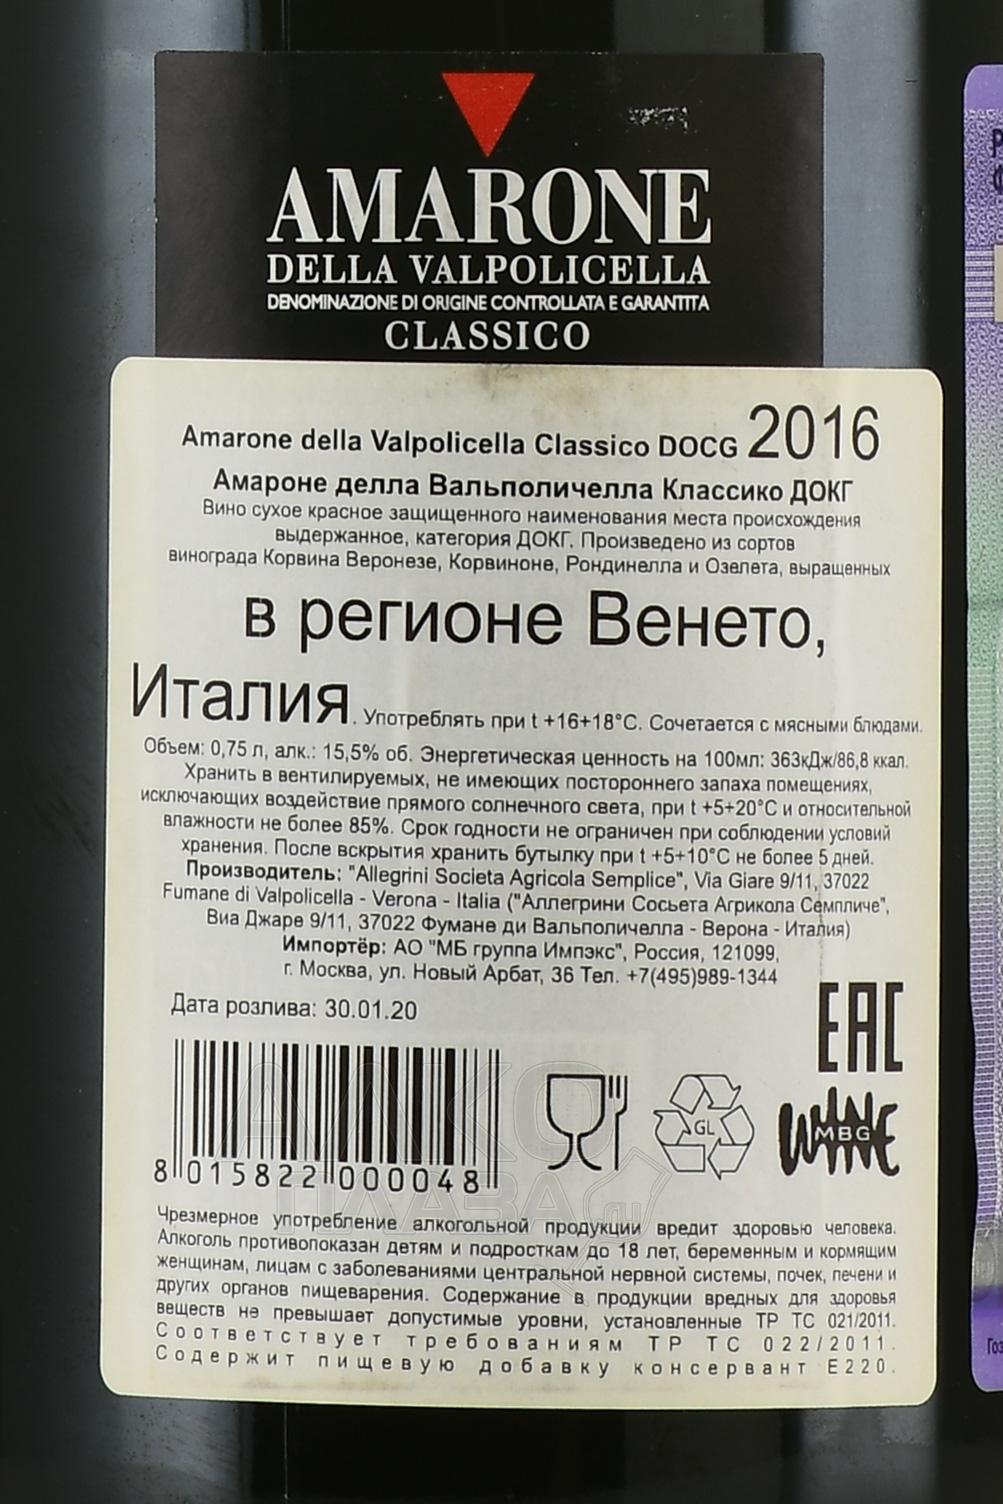 AMARONE
DELLA VALPOLICELLA
DENOMINAZIONE DI ORIGINE CONTROLLATA E GARANTITA
CLASSICO
Amarone della Valpolicella Classico DOCG 2016
Амароне делла Вальполичелла Классико ДОКГ
Вино сухое красное защищенного наименования места происхождения
выдержанное, категория ДОКГ. Произведено из сортов
винограда Корвина Веронезе, Корвиноне, Рондинелла и Озелета, выращенных
в регионе Венето,
Италия. Употреблять при t +16+18°С. Сочетается с мясными блюдами.
Объем: 0,75 л, алк.: 15,5% об. Энергетическая ценность на 100мл: 363кДж/86,8 ккал.
Хранить в вентилируемых, не имеющих постороннего запаха помещениях,
исключающих воздействие прямого солнечного света, при t +5+20°С и относительной
влажности не более 85%. Срок годности не ограничен при соблюдении условий
хранения. После вскрытия хранить бутылку при t +5+10°С не более 5 дней.
Производитель: "Allegrini Societa Agricola Semplice", Via Giare 9/11, 37022
Fumane di Valpolicella - Verona - Italia ("Аллегрини Сосьета Агрикола Семпличе",
Виа Джаре 9/11, 37022 Фумане ди Вальполичелла - Верона - Италия)
Импортёр: АО "МБ группа Импэкс", Россия, 121099,
г. Москва, ул. Новый Арбат, 36 Тел. +7(495)989-1344
Дата розлива: 30.01.20
EAC
GL
WINE
MBG
8 015822 000048
АЛКО
ПЛАЗА.ru
Чрезмерное употребление алкогольной продукции вредит здоровью человека.
Алкоголь противопоказан детям и подросткам до 18 лет, беременным и кормящим
женщинам, лицам с заболеваниями центральной нервной системы, почек, печени и
других органов пищеварения. Содержание в продукции вредных для здоровья
веществ не превышает допустимые уровни, установленные ТР ТС 021/2011.
Соответствует требованиям ТР ТС 022/2011.
Содержит пищевую добавку консервант Е220.